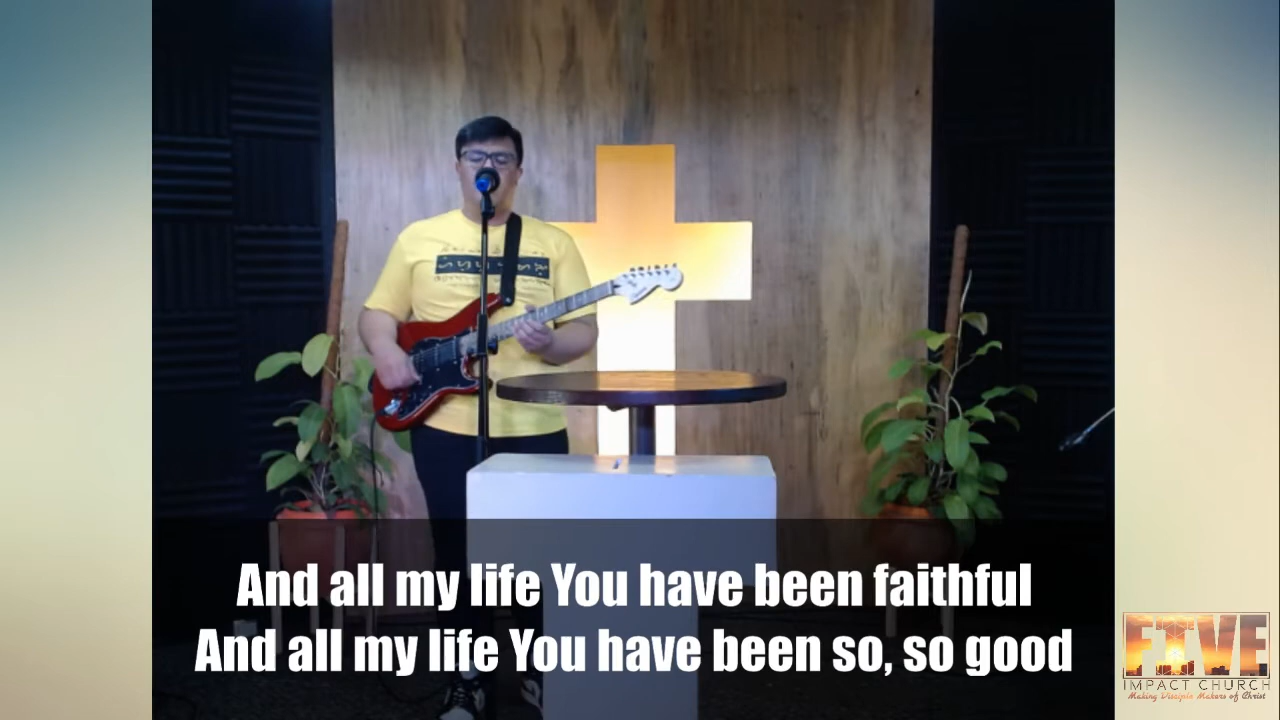 And all my life You have been faithful
And all my life You have been so, so good
FIVE
IMPACT CHURCH
Making Disciple Makers of Christ